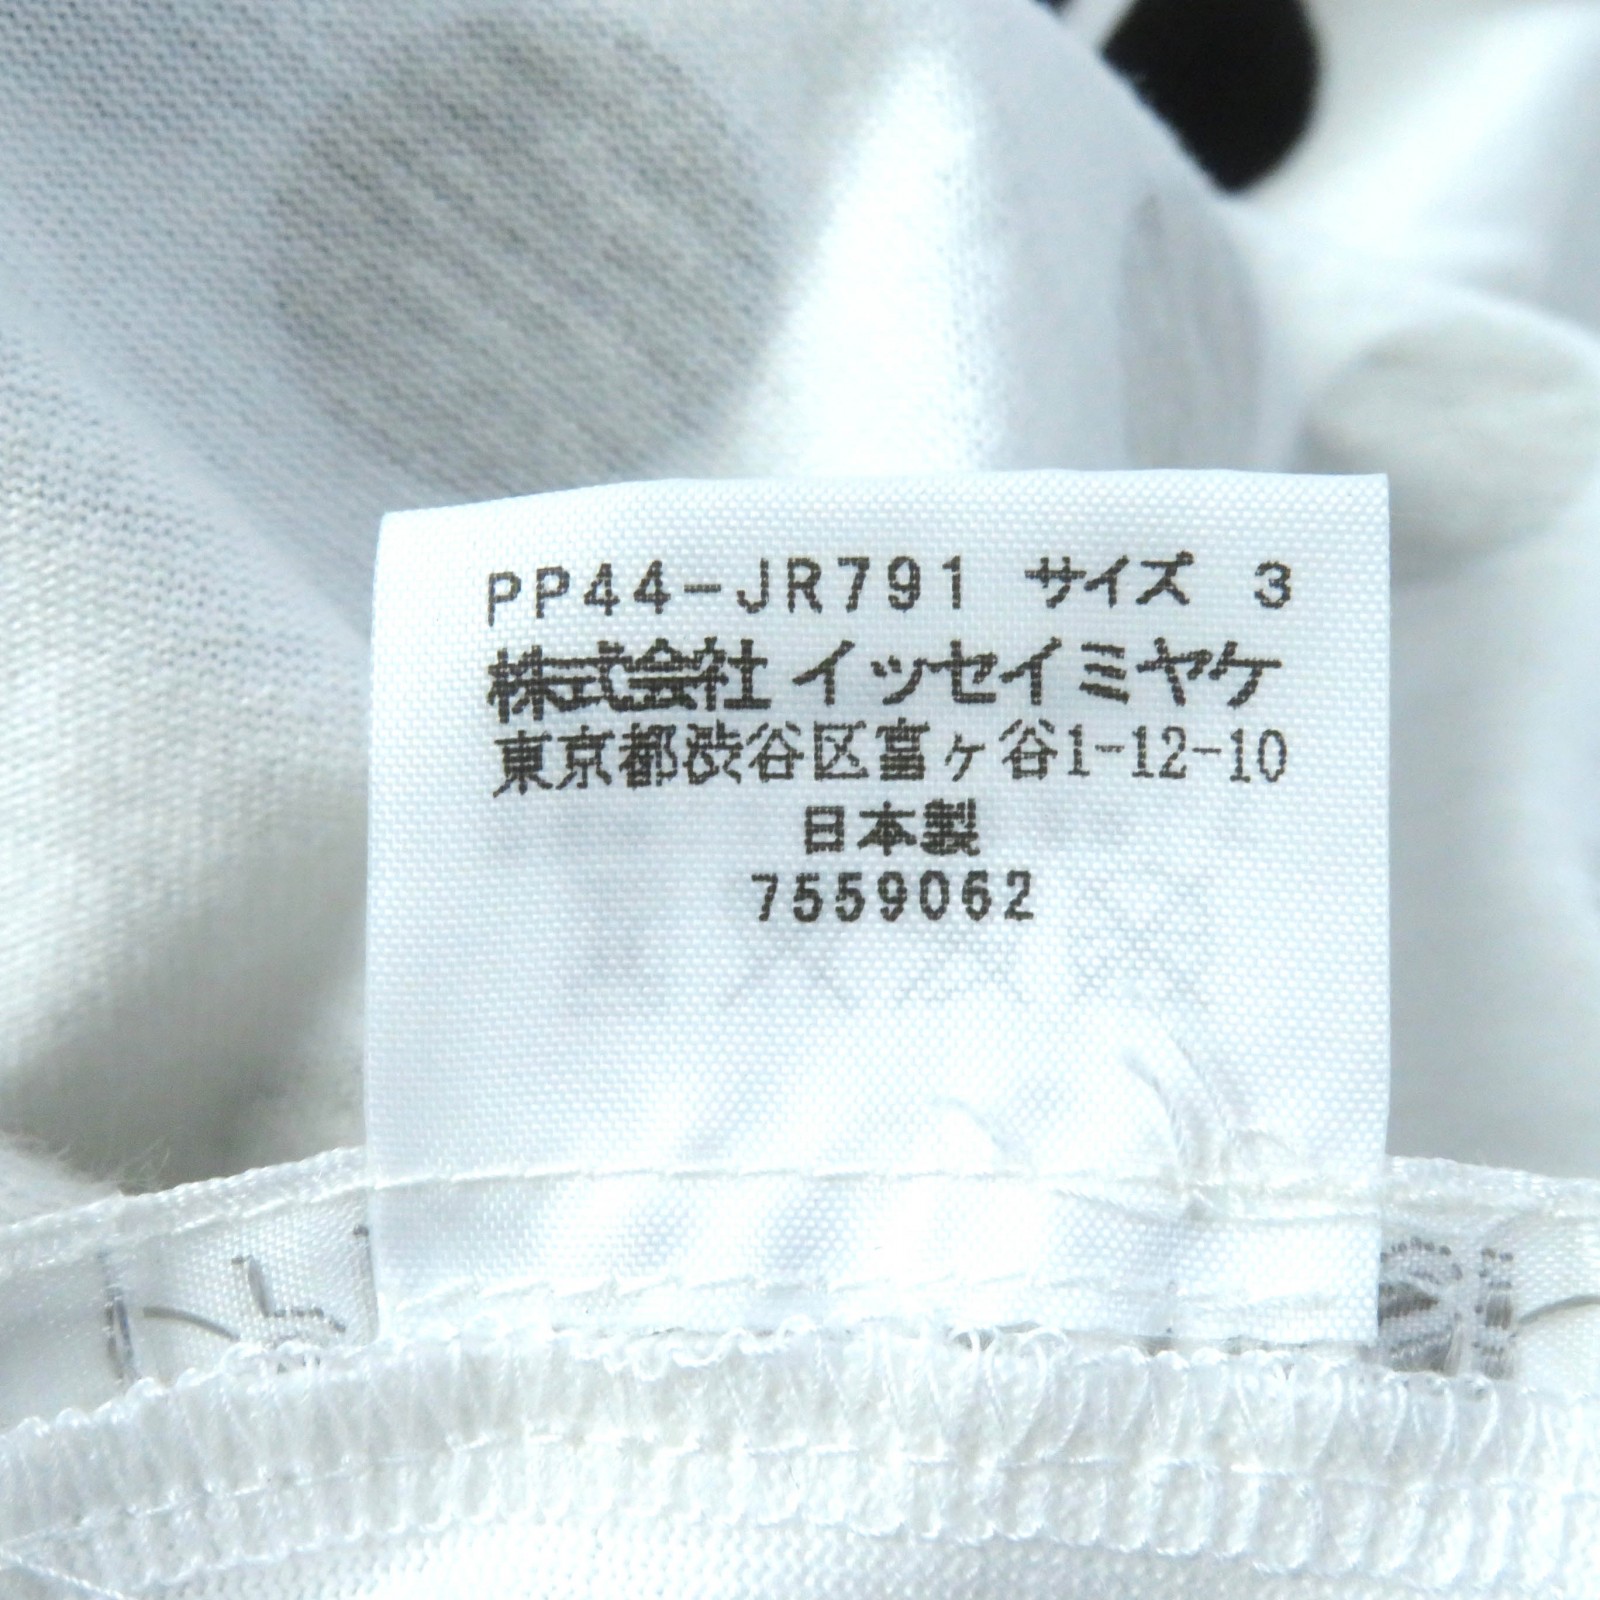 PP44-JR791 サイズ 3
株式会社 イッセイミヤケ
東京都渋谷区富ヶ谷1-12-10
日本製
7559062